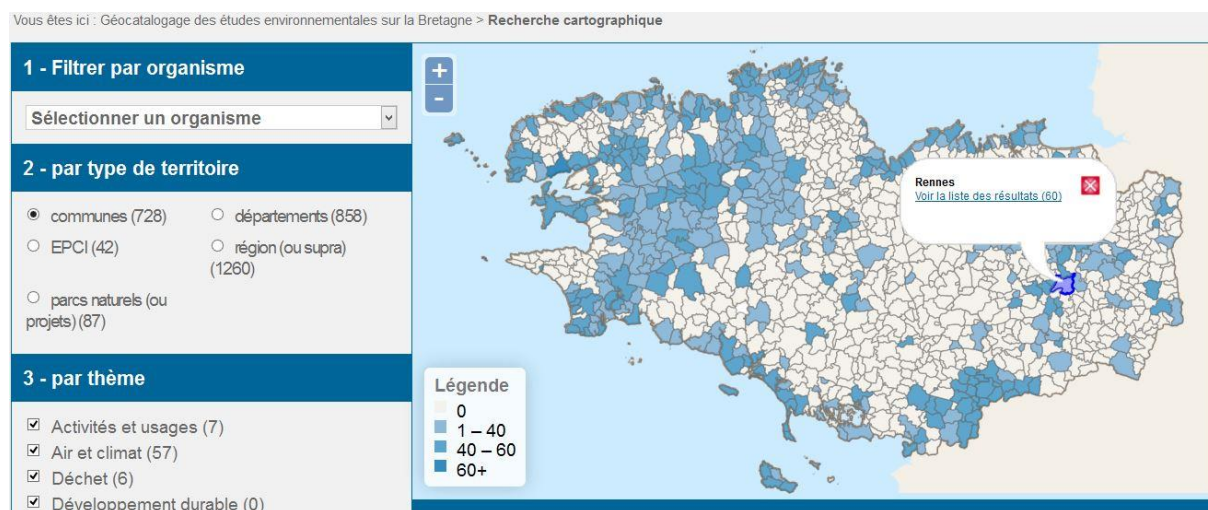 Vous êtes ici : Géocatalogage des études environnementales sur la Bretagne > Recherche cartographique
1 - Filtrer par organisme
Sélectionner un organisme
2 - par type de territoire
communes (728)
départements (858)
EPCI (42)
région (ou supra)
(1260)
parcs naturels (ou
projets) (87)
3 - par thème
Activités et usages (7)
Air et climat (57)
Déchet (6)
Développement durable (0)
+
-
Rennes
Voir la liste des résultats (60)
Légende
0
1 – 40
40 – 60
60+